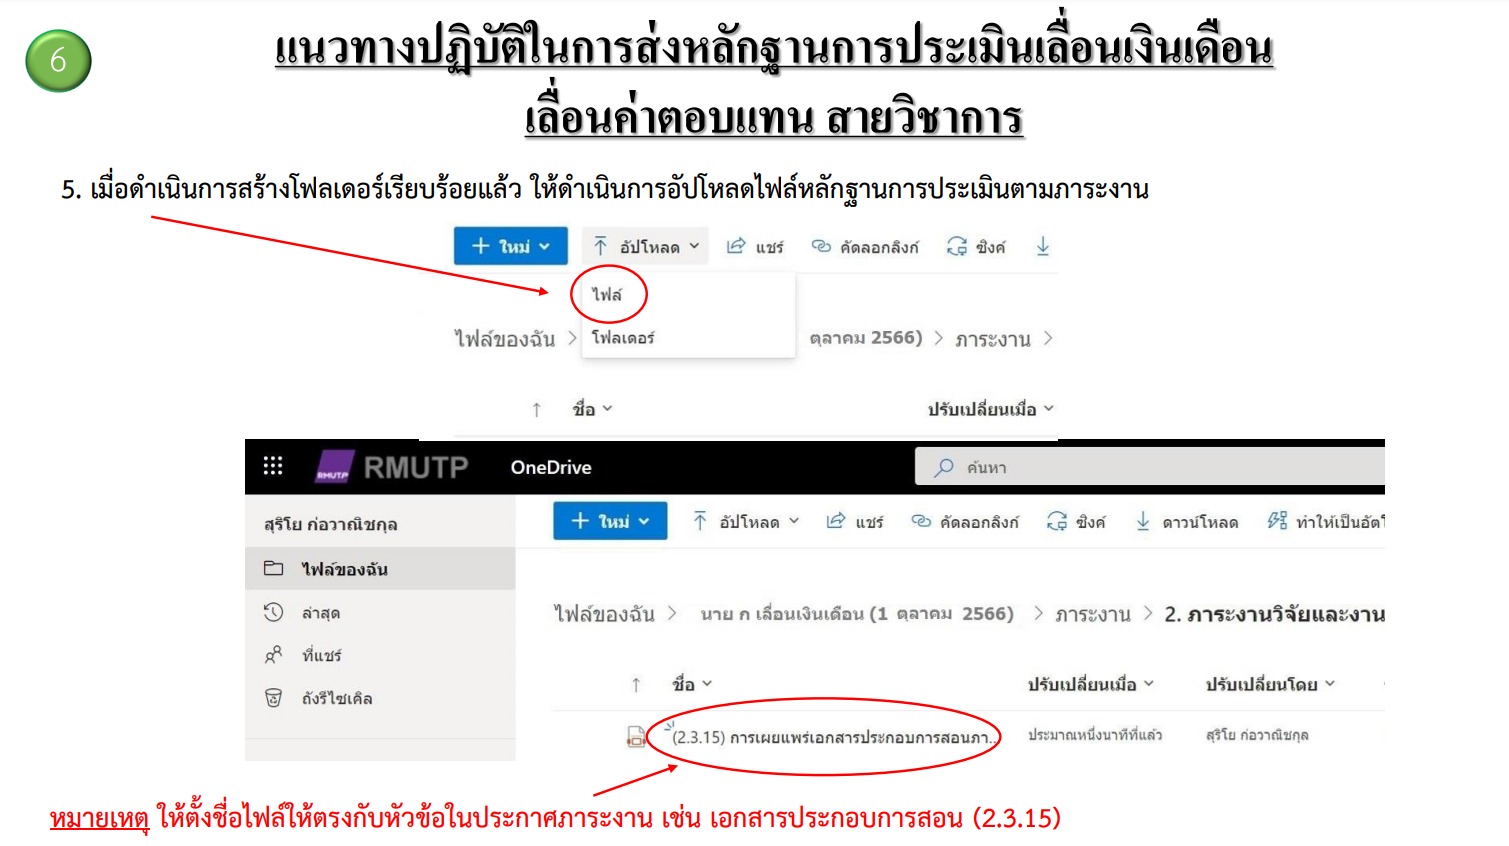 6
แนวทางปฏิบัติในการส่งหลักฐานการประเมินเลื่อนเงินเดือน
เลื่อนค่าตอบแทน สายวิชาการ
5. เมื่อดำเนินการสร้างโฟลเดอร์เรียบร้อยแล้ว ให้ดำเนินการอัปโหลดไฟล์หลักฐานการประเมินตามภาระงาน
+ ใหม่ อัปโหลด แชร์ คัดลอกลิงก์ ซิงค์
ไฟล์
ไฟล์ของฉัน > โฟลเดอร์ ตุลาคม 2566) > ภาระงาน >
↑ ชื่อ ปรับเปลี่ยนเมื่อ
RMUTP RMUTP OneDrive ค้นหา
สุริโย ก่อวาณิชกุล + ใหม่ อัปโหลด แชร์ คัดลอกลิงก์ ซิงค์ ดาวน์โหลด ทำให้เป็นอัตโ
ไฟล์ของฉัน
ล่าสุด ไฟล์ของฉัน > นาย ก เลื่อนเงินเดือน (1 ตุลาคม 2566) > ภาระงาน > 2. ภาระงานวิจัยและงาน
ที่แชร์
ถังรีไซเคิล ↑ ชื่อ ปรับเปลี่ยนเมื่อ ปรับเปลี่ยนโดย
(2.3.15) การเผยแพร่เอกสารประกอบการสอนภา... ประมาณหนึ่งนาทีที่แล้ว สุริโย ก่อวาณิชกุล
หมายเหตุ ให้ตั้งชื่อไฟล์ให้ตรงกับหัวข้อในประกาศภาระงาน เช่น เอกสารประกอบการสอน (2.3.15)